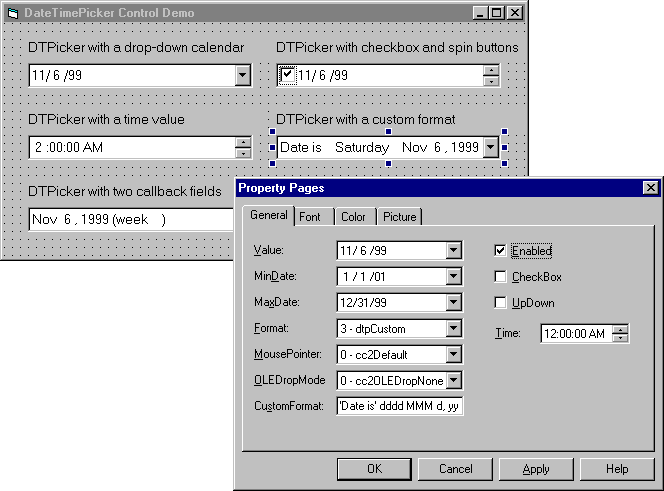 DateTimePicker Control Demo
DTPicker with a drop-down calendar
11/ 6 /99
DTPicker with checkbox and spin buttons
11/ 6 /99
DTPicker with a time value
2 :00:00 AM
DTPicker with a custom format
Date is Saturday Nov 6 , 1999
DTPicker with two callback fields
Nov 6 , 1999 (week )
Property Pages
General Font Color Picture
Value: 11/ 6 /99
MinDate: 1 / 1 /01
MaxDate: 12/31/99
Format: 3 - dtpCustom
MousePointer: 0 - cc2Default
OLEDropMode 0 - cc2OLEDropNone
CustomFormat: 'Date is' dddd MMM d, yy
Enabled
CheckBox
UpDown
Time: 12:00:00 AM
OK Cancel Apply Help